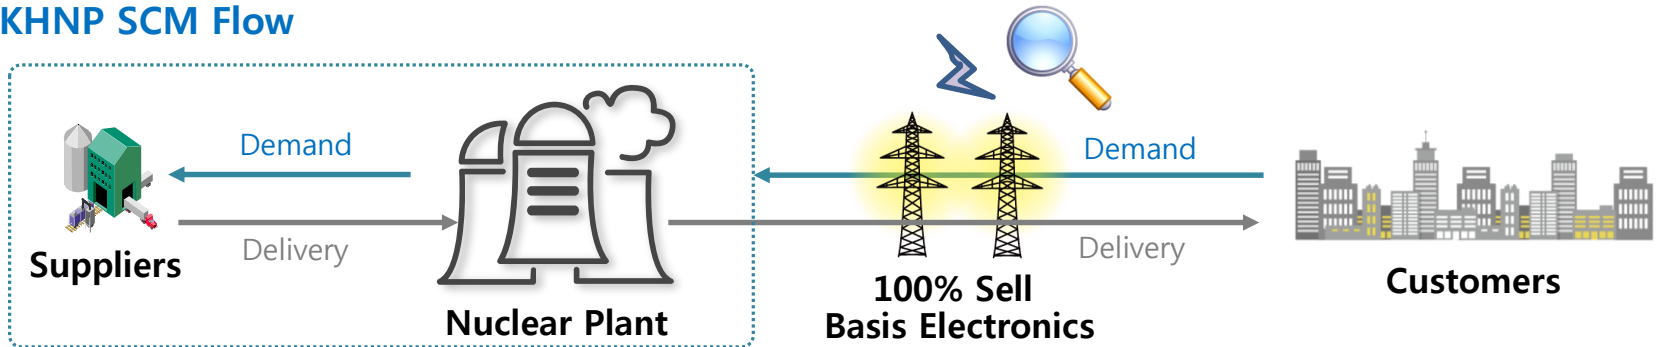 KHNP SCM Flow
Demand
Demand
Delivery
Delivery
Suppliers
Nuclear Plant
100% Sell
Basis Electronics
Customers